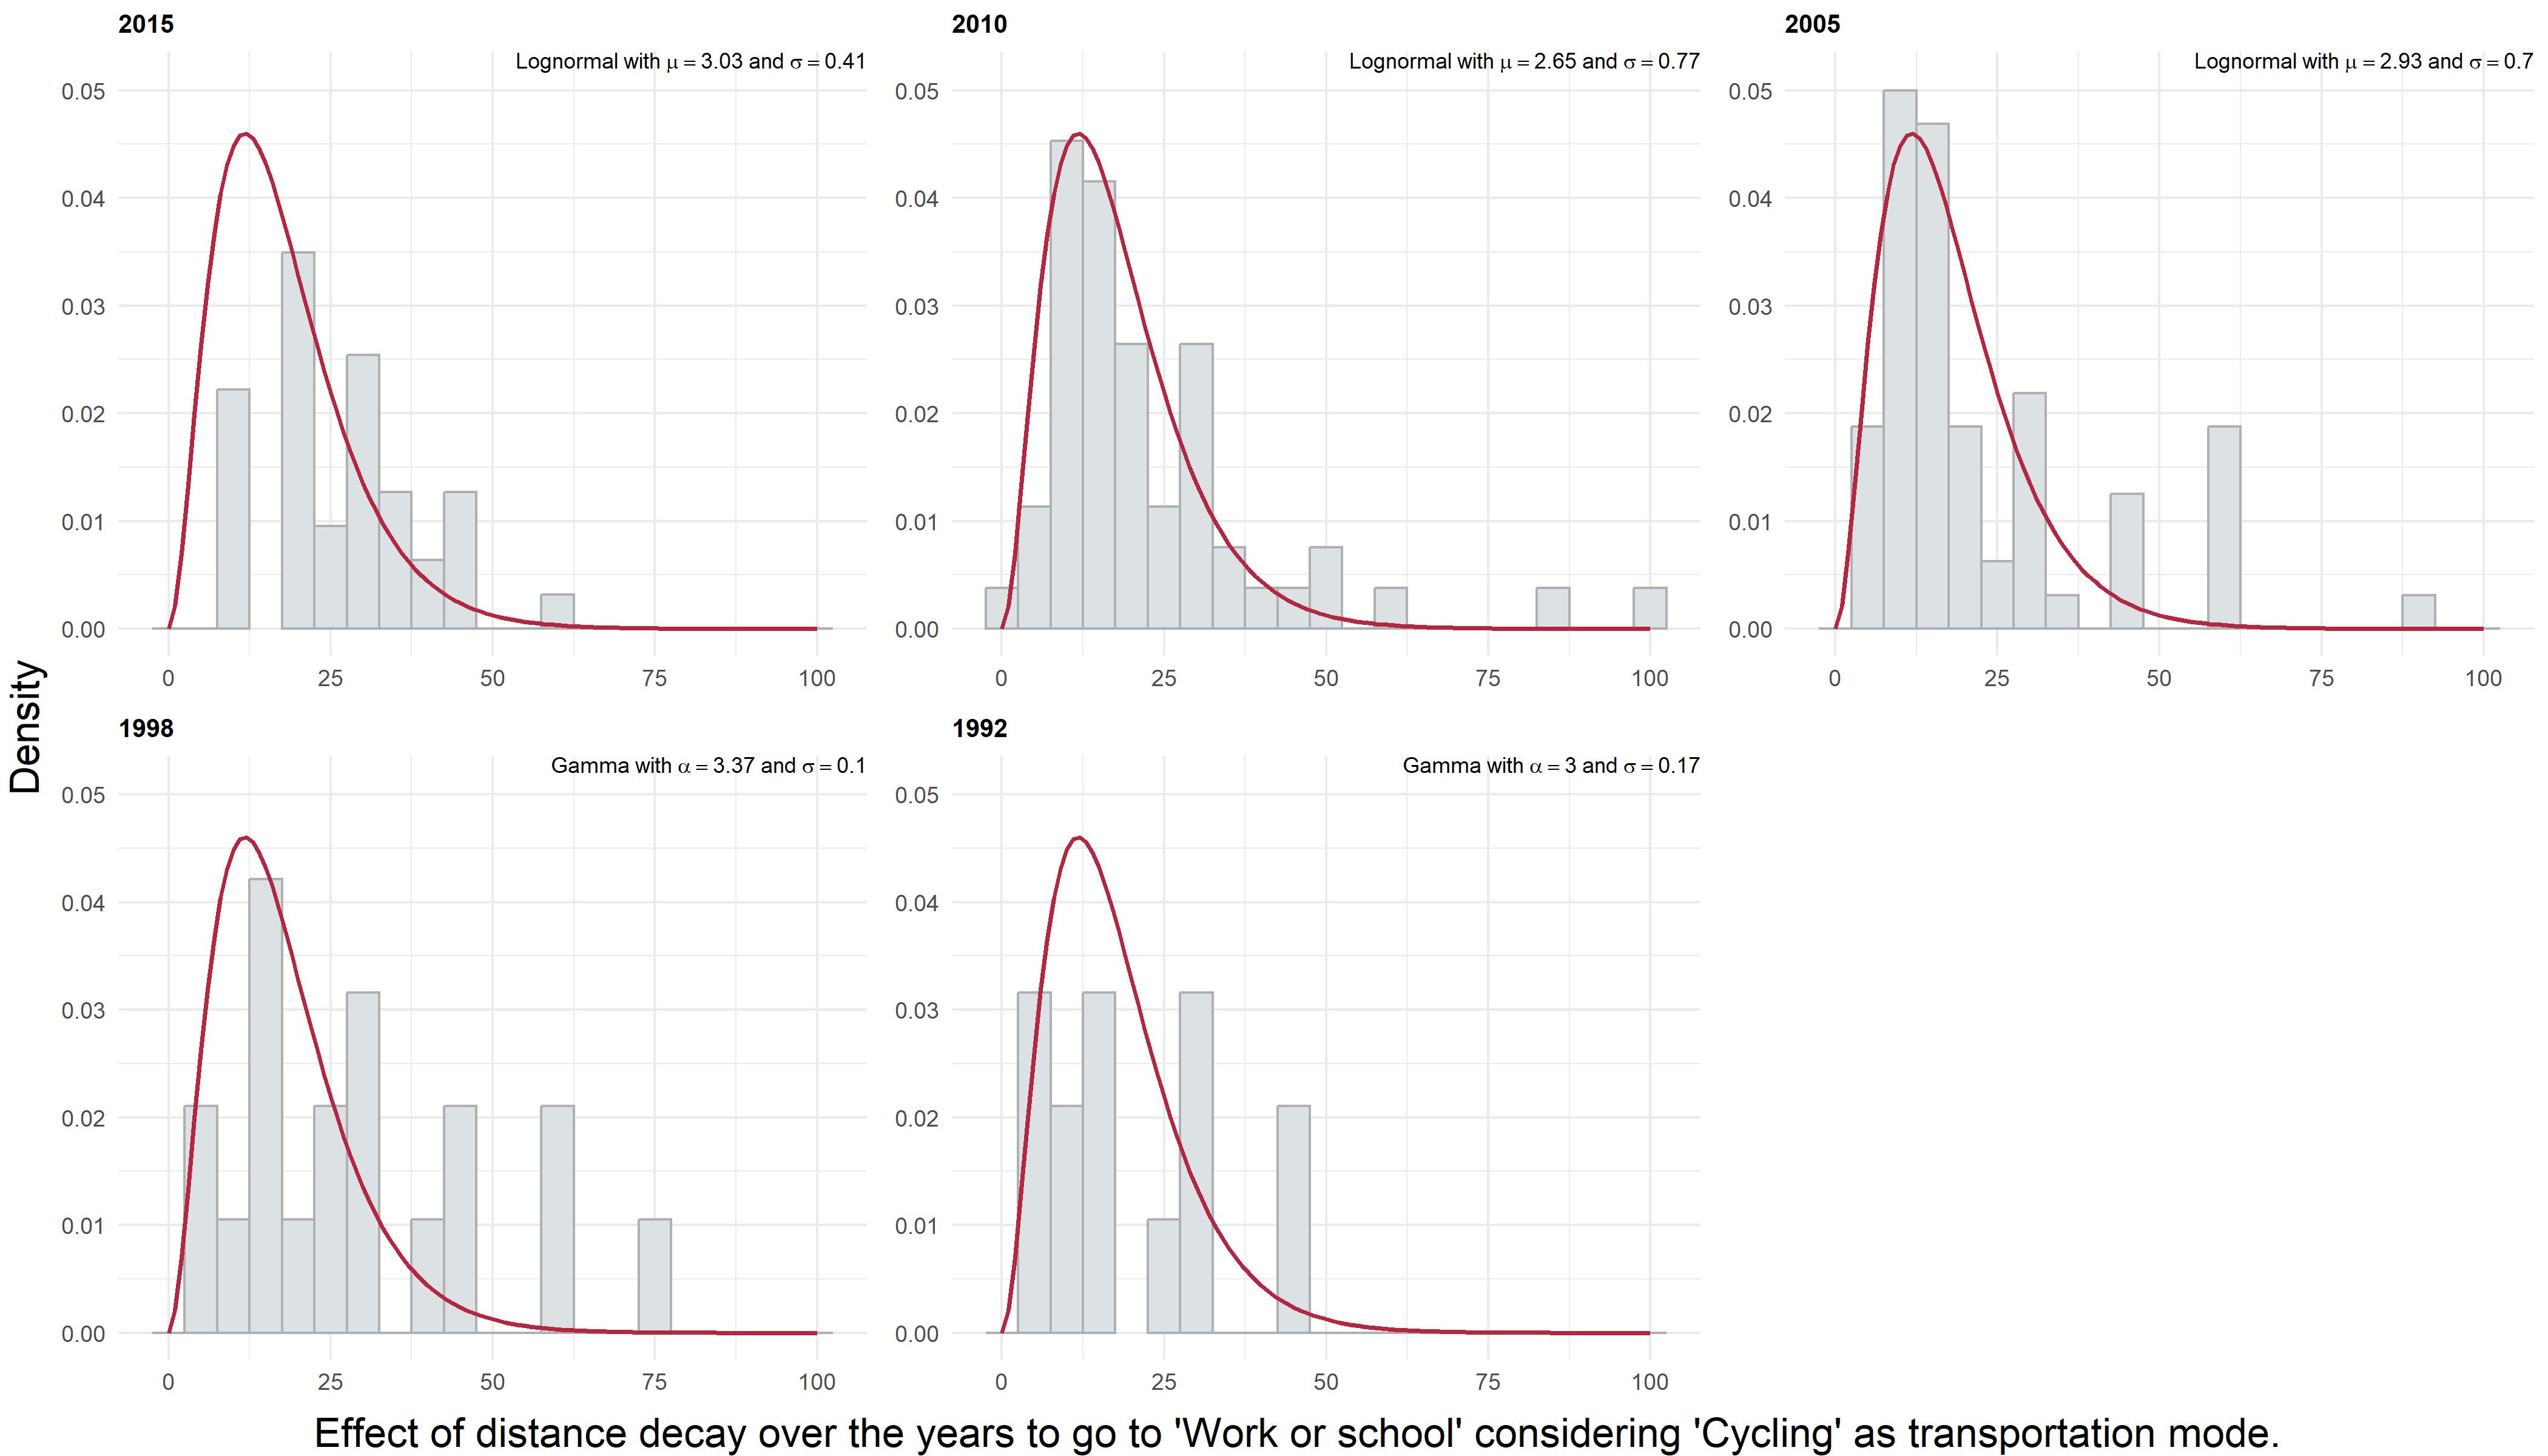 2015
Lognormal with μ = 3.03 and σ = 0.41
0.05
0.04
0.03
0.02
0.01
0.00
0 25 50 75 100
2010
Lognormal with μ = 2.65 and σ = 0.77
0.05
0.04
0.03
0.02
0.01
0.00
0 25 50 75 100
2005
Lognormal with μ = 2.93 and σ = 0.7
0.05
0.04
0.03
0.02
0.01
0.00
0 25 50 75 100
Density
1998
Gamma with α = 3.37 and σ = 0.1
0.05
0.04
0.03
0.02
0.01
0.00
0 25 50 75 100
1992
Gamma with α = 3 and σ = 0.17
0.05
0.04
0.03
0.02
0.01
0.00
0 25 50 75 100
Effect of distance decay over the years to go to 'Work or school' considering 'Cycling' as transportation mode.